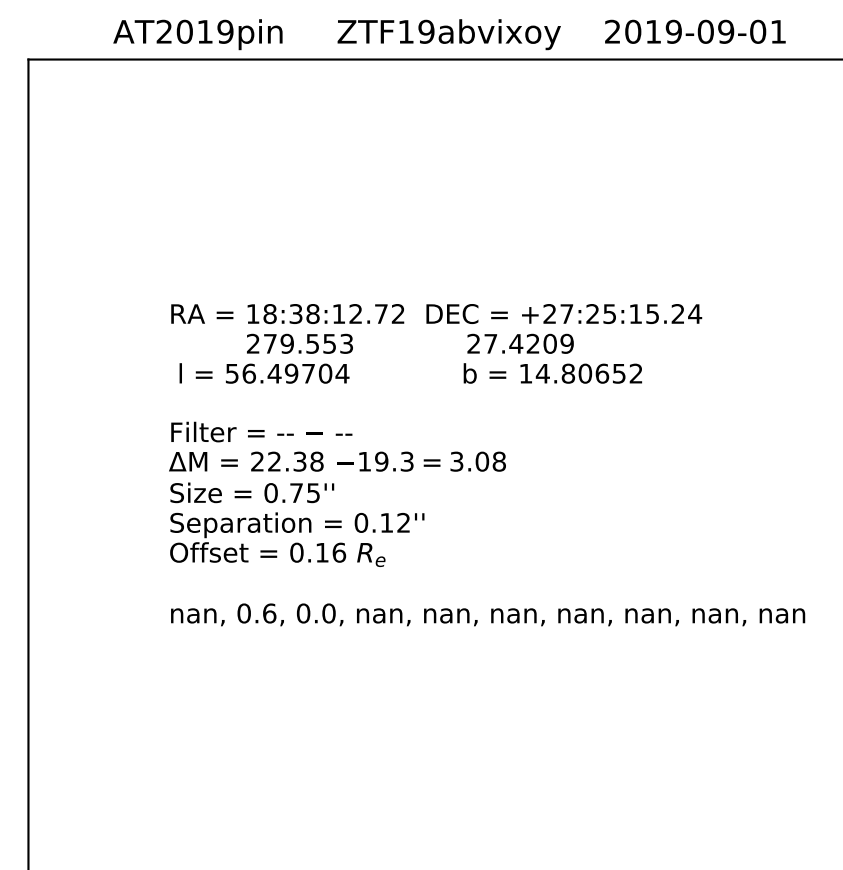 AT2019pin ZTF19abvixoy 2019-09-01
RA = 18:38:12.72 DEC = +27:25:15.24
279.553 27.4209
l = 56.49704 b = 14.80652
Filter = -- − --
ΔM = 22.38 −19.3 = 3.08
Size = 0.75''
Separation = 0.12''
Offset = 0.16 Rₑ
nan, 0.6, 0.0, nan, nan, nan, nan, nan, nan, nan